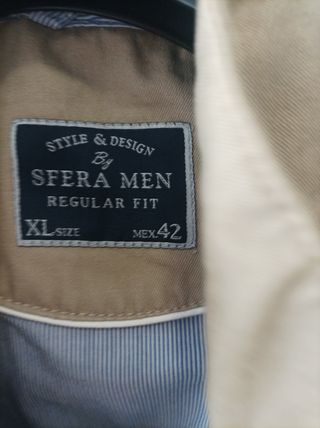 STYLE & DESIGN
By
SFERA MEN
REGULAR FIT
XL-SIZE MEX.42